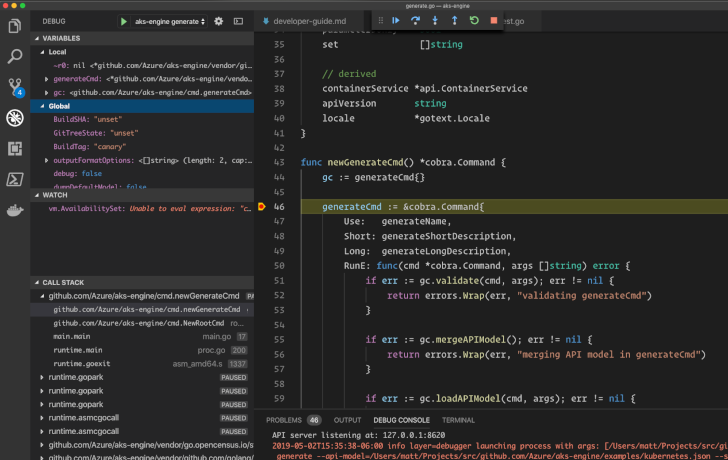 generate.go — aks-engine
DEBUG
aks-engine generate
developer-guide.md
est.go
VARIABLES
Local
~r0: nil <*github.com/Azure/aks-engine/vendor/gi…
generateCmd: <*github.com/Azure/aks-engine/vendo…
gc: <github.com/Azure/aks-engine/cmd.generateCmd>
Global
BuildSHA: "unset"
GitTreeState: "unset"
BuildTag: "canary"
outputFormatOptions: <[]string> (length: 2, cap:…
debug: false
dumpDefaultModel: false
WATCH
vm.AvailabilitySet: Unable to eval expression: "c…
CALL STACK
github.com/Azure/aks-engine/cmd.newGenerateCmd
github.com/Azure/aks-engine/cmd.newGenerateCmd
github.com/Azure/aks-engine/cmd.NewRootCmd ro…
main.main main.go 17
runtime.main proc.go 200
runtime.goexit asm_amd64.s 1337
runtime.gopark PAUSED
runtime.gopark PAUSED
runtime.gopark PAUSED
runtime.asmcgocall PAUSED
runtime.asmcgocall PAUSED
github.com/Azure/aks-engine/vendor/go.opencensus.io/s
4
35 set []string
36
37 // derived
38 containerService *api.ContainerService
39 apiVersion string
40 locale *gotext.Locale
41 }
42
43 func newGenerateCmd() *cobra.Command {
44 gc := generateCmd{}
45
46 generateCmd := &cobra.Command{
47 Use: generateName,
48 Short: generateShortDescription,
49 Long: generateLongDescription,
50 RunE: func(cmd *cobra.Command, args []string) error {
51 if err := gc.validate(cmd, args); err != nil {
52 return errors.Wrap(err, "validating generateCmd")
53 }
54
55 if err := gc.mergeAPIModel(); err != nil {
56 return errors.Wrap(err, "merging API model in generateCmd")
57 }
58
59 if err := gc.loadAPIModel(cmd, args); err != nil {
PROBLEMS 46 OUTPUT DEBUG CONSOLE TERMINAL
API server listening at: 127.0.0.1:8620
2019-05-02T15:35:38-06:00 info layer=debugger launching process with args: [/Users/matt/Projects/src/gi
generate --api-model=/Users/matt/Projects/src/github.com/Azure/aks-engine/examples/kubernetes.json --